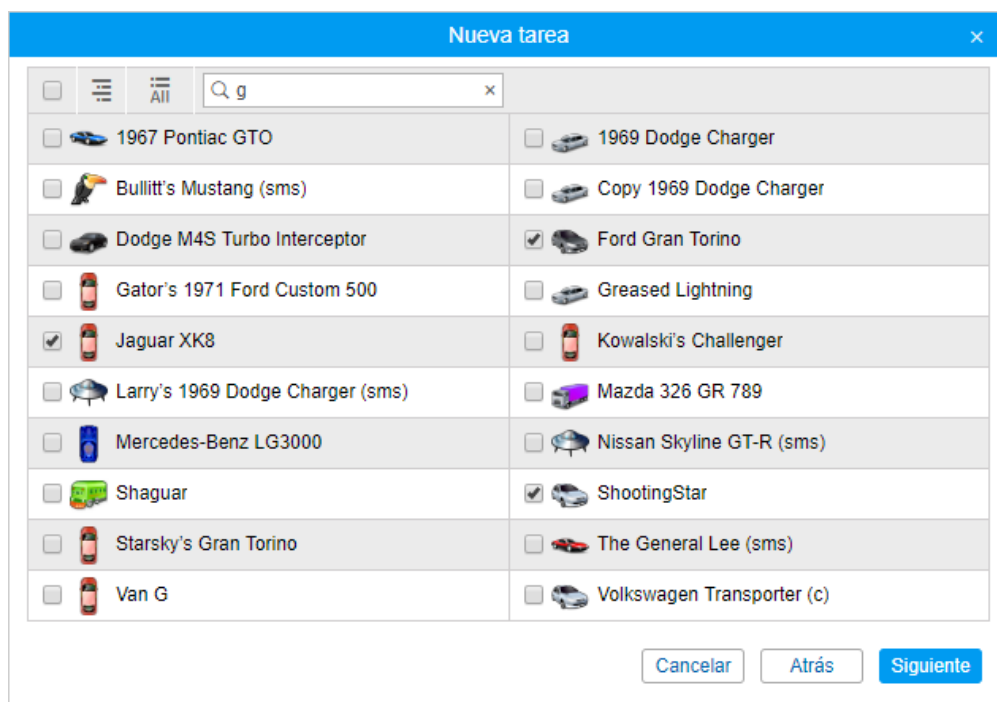 Nueva tarea ×
All g ×
1967 Pontiac GTO
1969 Dodge Charger
Bullitt's Mustang (sms)
Copy 1969 Dodge Charger
Dodge M4S Turbo Interceptor
Ford Gran Torino
Gator's 1971 Ford Custom 500
Greased Lightning
Jaguar XK8
Kowalski's Challenger
Larry's 1969 Dodge Charger (sms)
Mazda 326 GR 789
Mercedes-Benz LG3000
Nissan Skyline GT-R (sms)
Shaguar
ShootingStar
Starsky's Gran Torino
The General Lee (sms)
Van G
Volkswagen Transporter (c)
Cancelar Atrás Siguiente